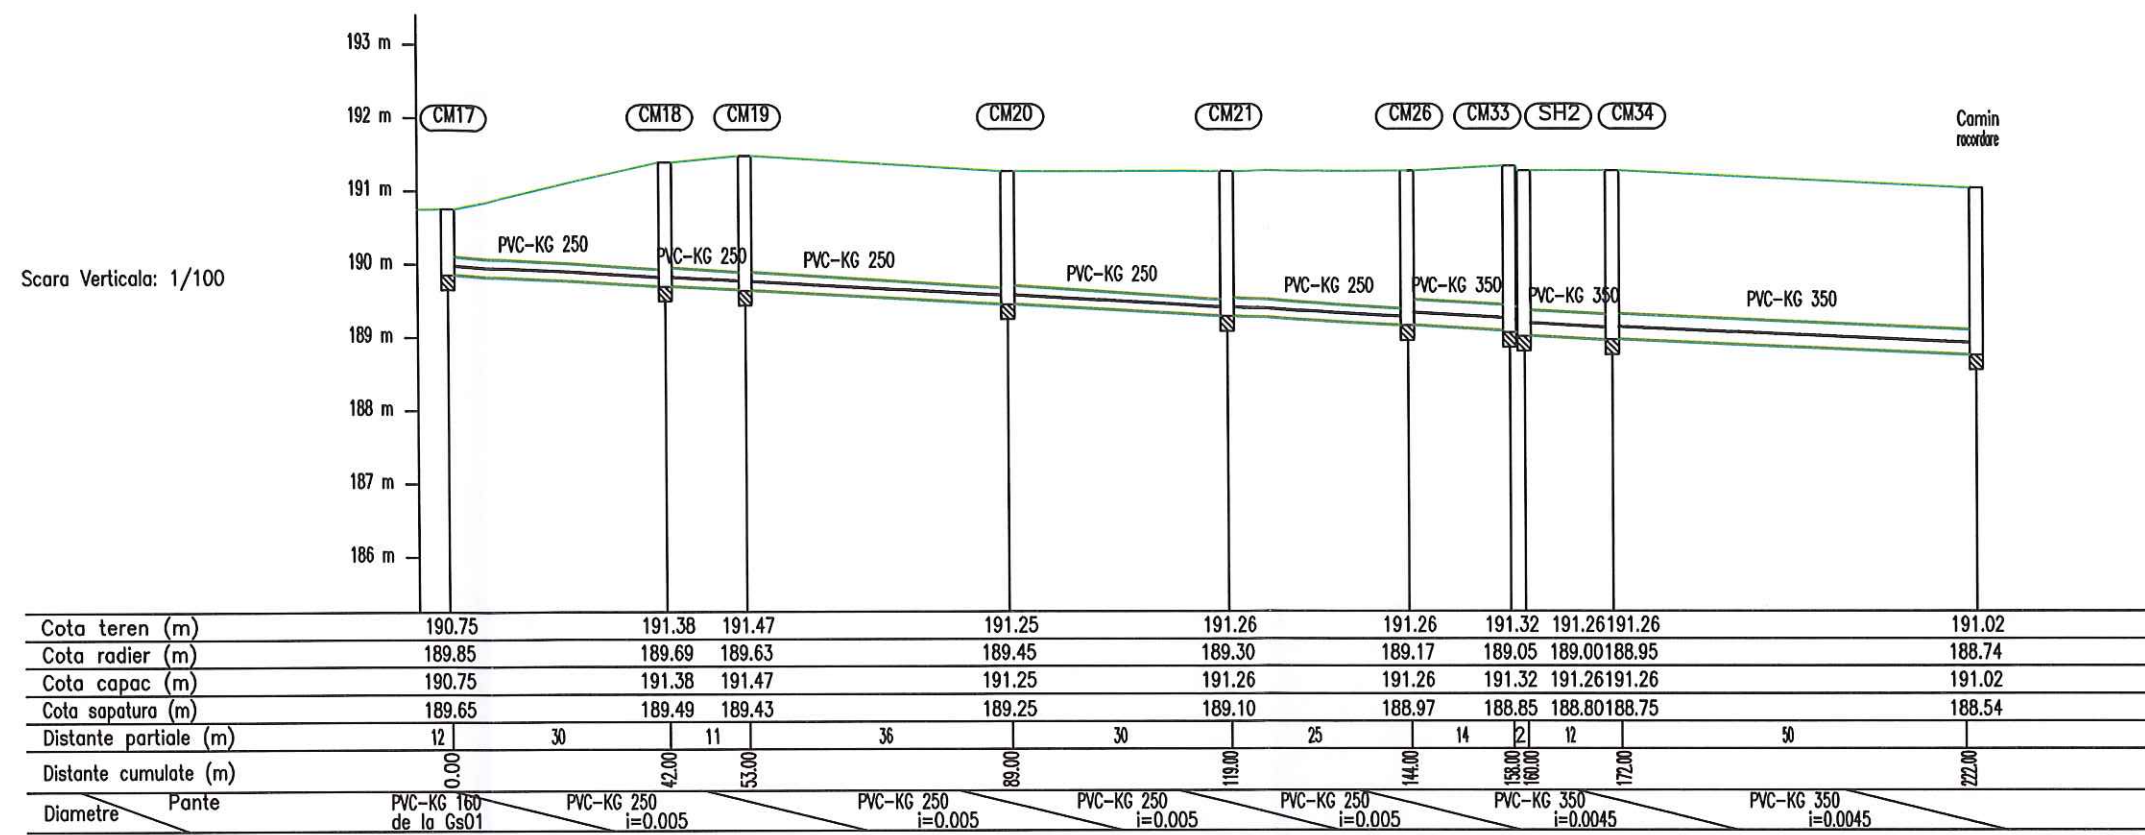 193 m
192 m
191 m
190 m
189 m
188 m
187 m
186 m
Scara Verticala: 1/100
CM17 CM18 CM19 CM20 CM21 CM26 CM33 SH2 CM34 Camin
racordare
PVC-KG 250 PVC-KG 250 PVC-KG 250 PVC-KG 250 PVC-KG 250 PVC-KG 350 PVC-KG 350 PVC-KG 350
Cota teren (m) 190.75 191.38 191.47 191.25 191.26 191.26 191.32 191.26 191.26 191.02
Cota radier (m) 189.85 189.69 189.63 189.45 189.30 189.17 189.05 189.00 188.95 188.74
Cota capac (m) 190.75 191.38 191.47 191.25 191.26 191.26 191.32 191.26 191.26 191.02
Cota sapatura (m) 189.65 189.49 189.43 189.25 189.10 188.97 188.85 188.80 188.75 188.54
Distante partiale (m) 12 30 11 36 30 25 14 2 12 50
Distante cumulate (m) 0.00 42.00 53.00 89.00 119.00 144.00 158.00 160.00 172.00 222.00
Diametre Pante PVC-KG 160 PVC-KG 250 PVC-KG 250 PVC-KG 250 PVC-KG 250 PVC-KG 350 PVC-KG 350
de la Gs01 i=0.005 i=0.005 i=0.005 i=0.005 i=0.0045 i=0.0045